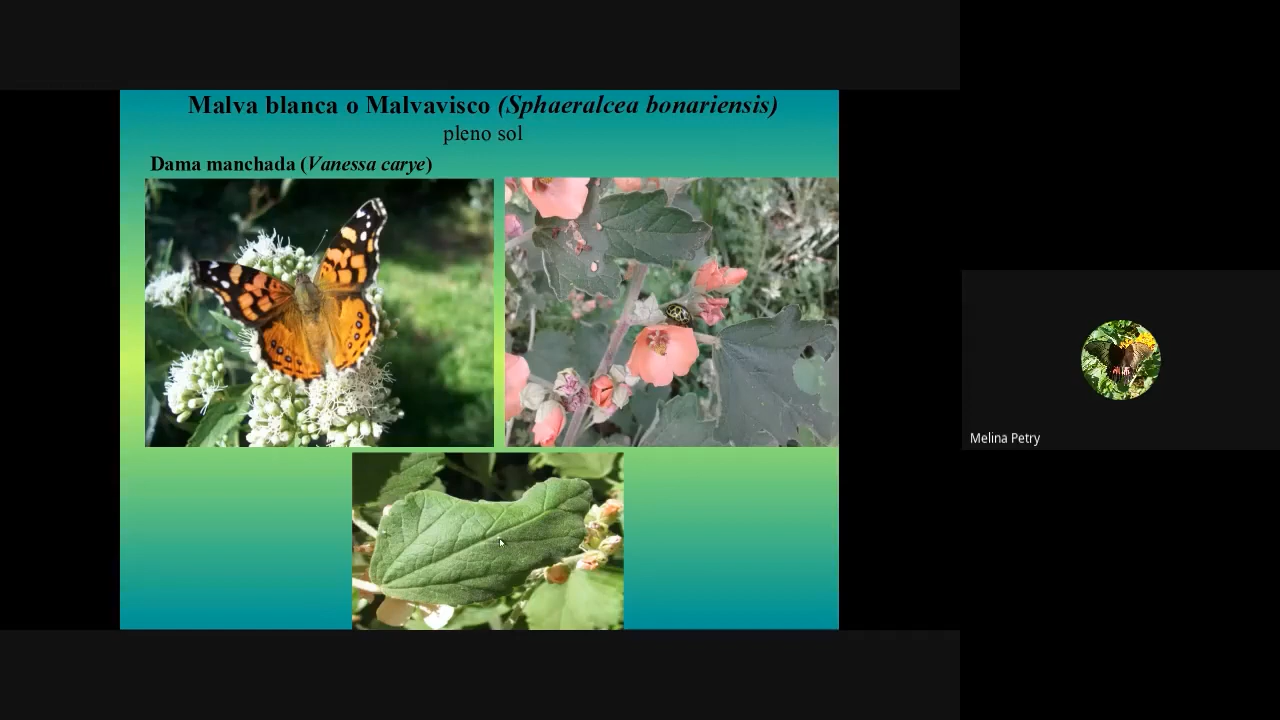 Malva blanca o Malvavisco (Sphaeralcea bonariensis)
pleno sol
Dama manchada (Vanessa carye)
Melina Petry